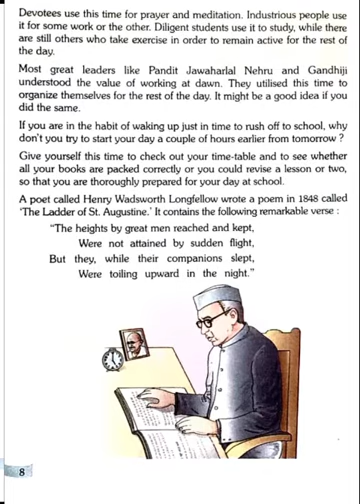 Devotees use this time for prayer and meditation. Industrious people use
it for some work or the other. Diligent students use it to study, while there
are still others who take exercise in order to remain active for the rest of
the day.
Most great leaders like Pandit Jawaharlal Nehru and Gandhiji
understood the value of working at dawn. They utilised this time to
organize themselves for the rest of the day. It might be a good idea if you
did the same.
If you are in the habit of waking up just in time to rush off to school, why
don't you try to start your day a couple of hours earlier from tomorrow ?
Give yourself this time to check out your time-table and to see whether
all your books are packed correctly or you could revise a lesson or two,
so that you are thoroughly prepared for your day at school.
A poet called Henry Wadsworth Longfellow wrote a poem in 1848 called
'The Ladder of St. Augustine.' It contains the following remarkable verse :
"The heights by great men reached and kept,
Were not attained by sudden flight,
But they, while their companions slept,
Were toiling upward in the night."
8